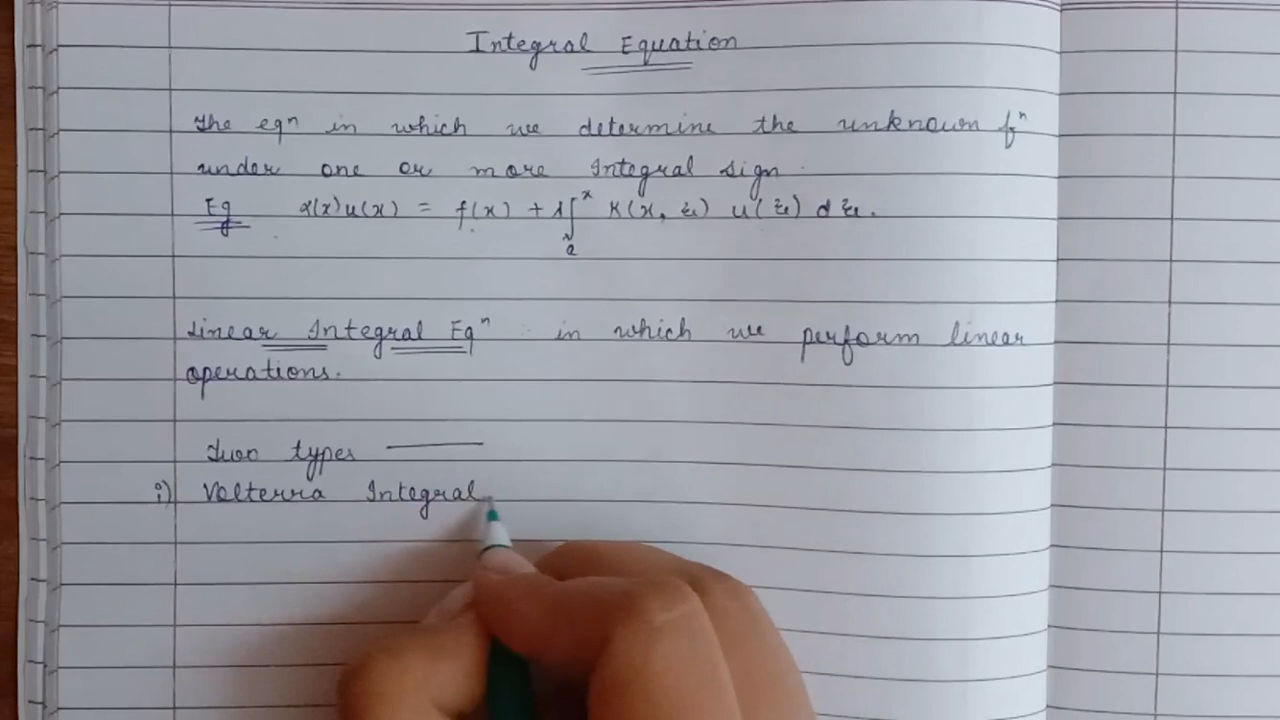 Integral Equation
The eqⁿ in which we determine the unknown fⁿ
under one or more Integral sign.
Eg α(x)u(x) = f(x) + λ∫ₐˣ K(x, ξ) u(ξ) dξ.
Linear Integral Eqⁿ : in which we perform linear
operations.
Two types ——
i) Volterra Integral